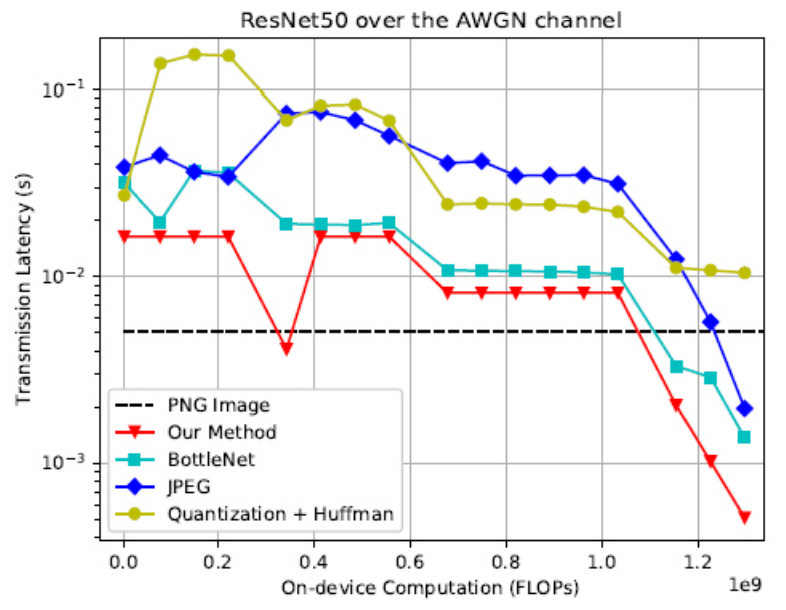 ResNet50 over the AWGN channel
Transmission Latency (s)
10⁻¹
10⁻²
10⁻³
PNG Image
Our Method
BottleNet
JPEG
Quantization + Huffman
0.0 0.2 0.4 0.6 0.8 1.0 1.2
1e9
On-device Computation (FLOPs)